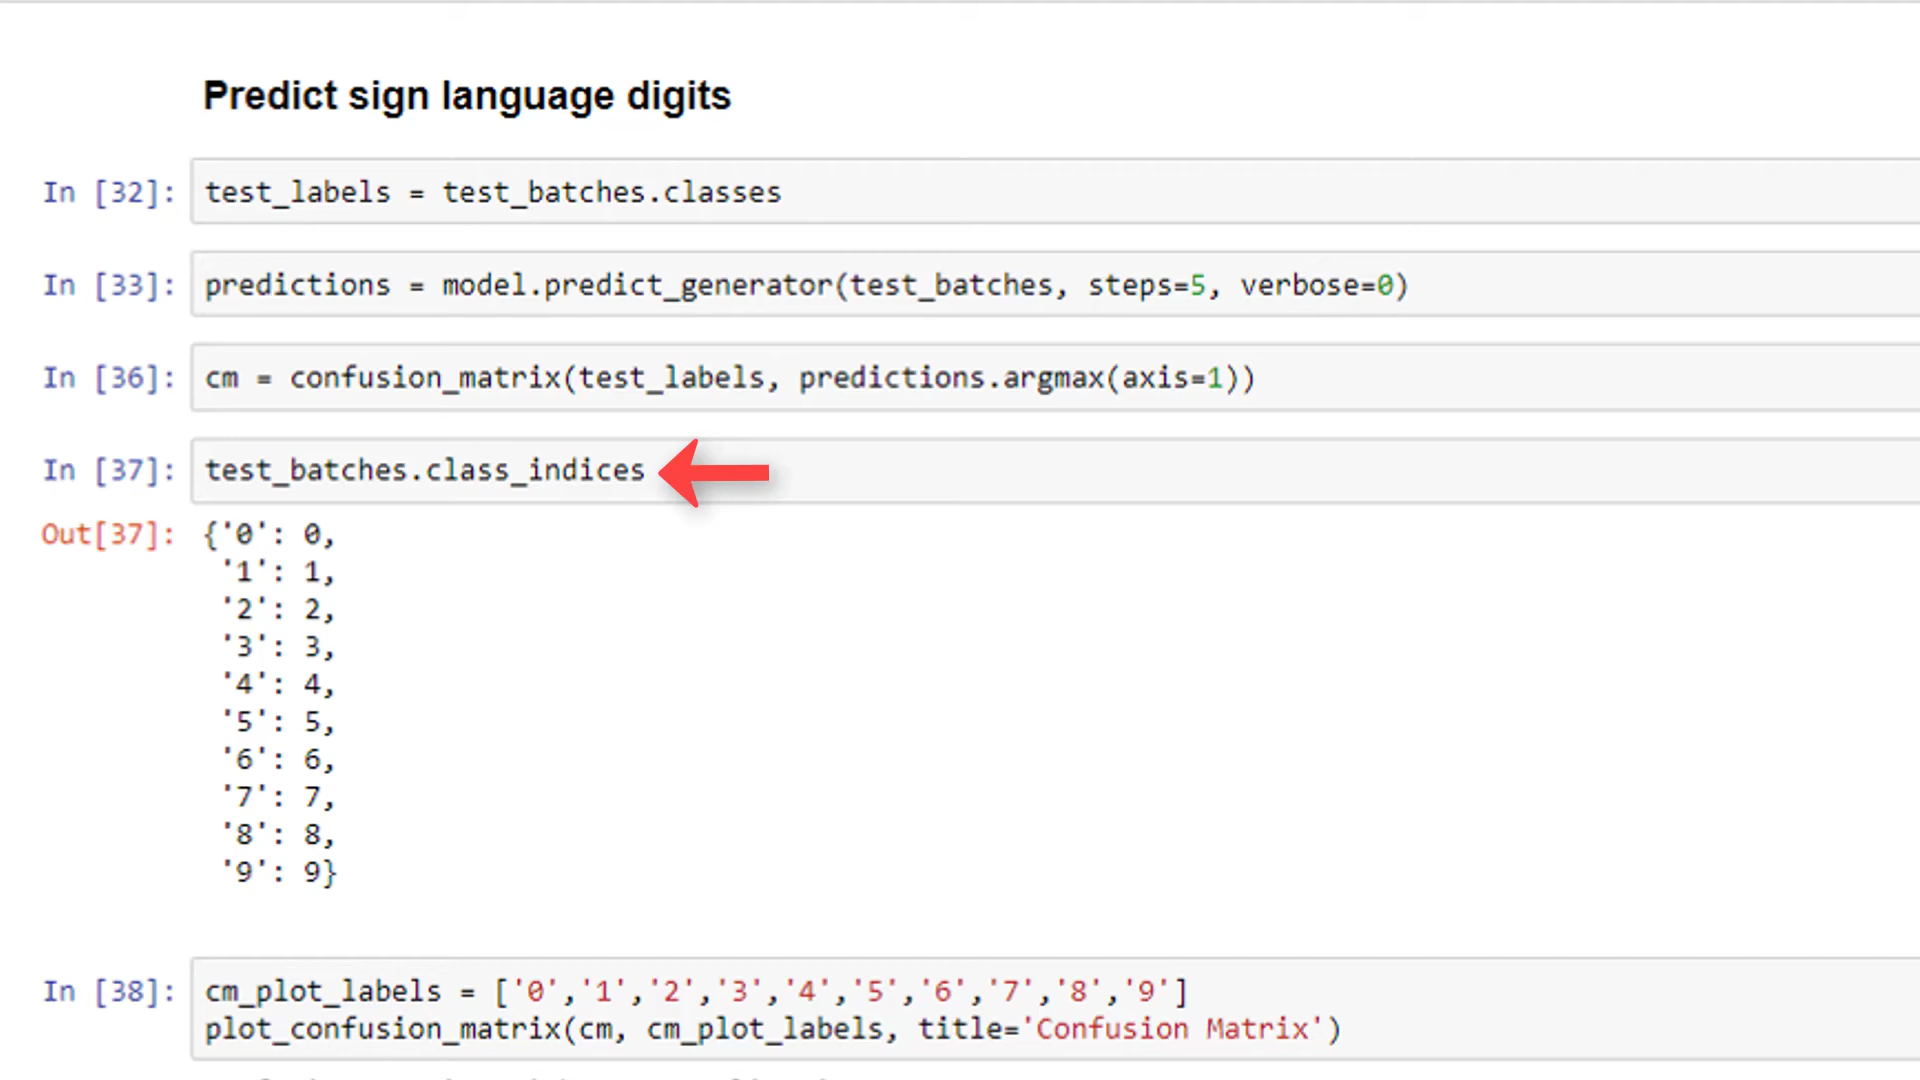 Predict sign language digits
In [32]: test_labels = test_batches.classes
In [33]: predictions = model.predict_generator(test_batches, steps=5, verbose=0)
In [36]: cm = confusion_matrix(test_labels, predictions.argmax(axis=1))
In [37]: test_batches.class_indices
Out[37]: {'0': 0,
'1': 1,
'2': 2,
'3': 3,
'4': 4,
'5': 5,
'6': 6,
'7': 7,
'8': 8,
'9': 9}
In [38]: cm_plot_labels = ['0','1','2','3','4','5','6','7','8','9']
plot_confusion_matrix(cm, cm_plot_labels, title='Confusion Matrix')